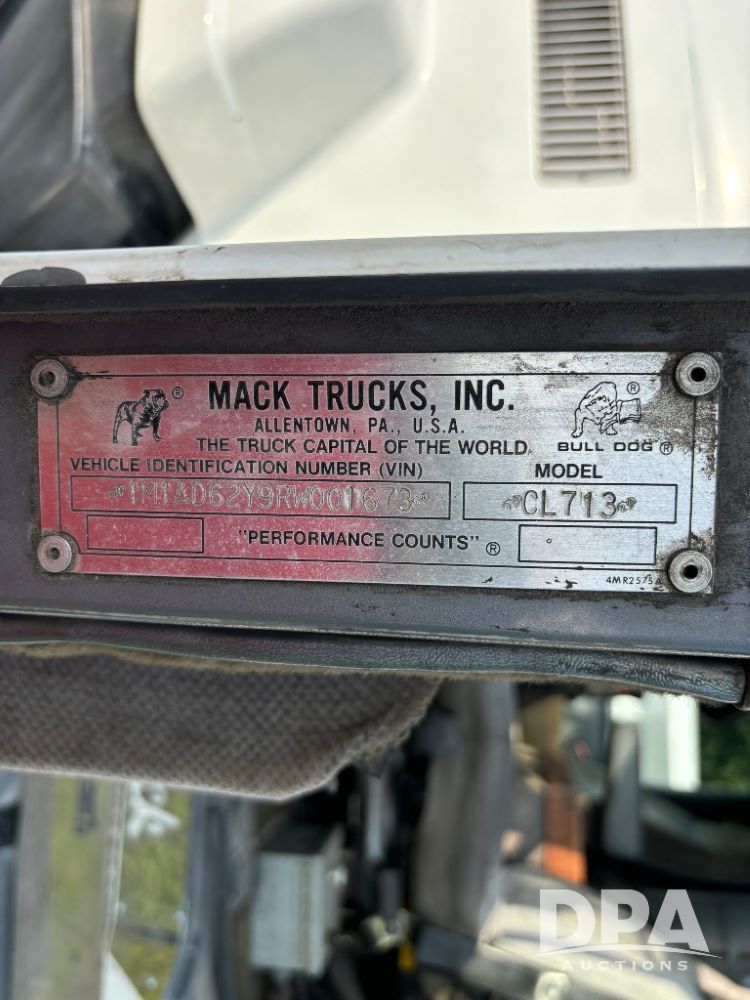 MACK TRUCKS, INC.
ALLENTOWN, PA., U.S.A.
THE TRUCK CAPITAL OF THE WORLD. BULL DOG ®
VEHICLE IDENTIFICATION NUMBER (VIN) MODEL
1M1AD62Y9RW001673 CL713
"PERFORMANCE COUNTS" ®
4MR2575A
DPA
AUCTIONS